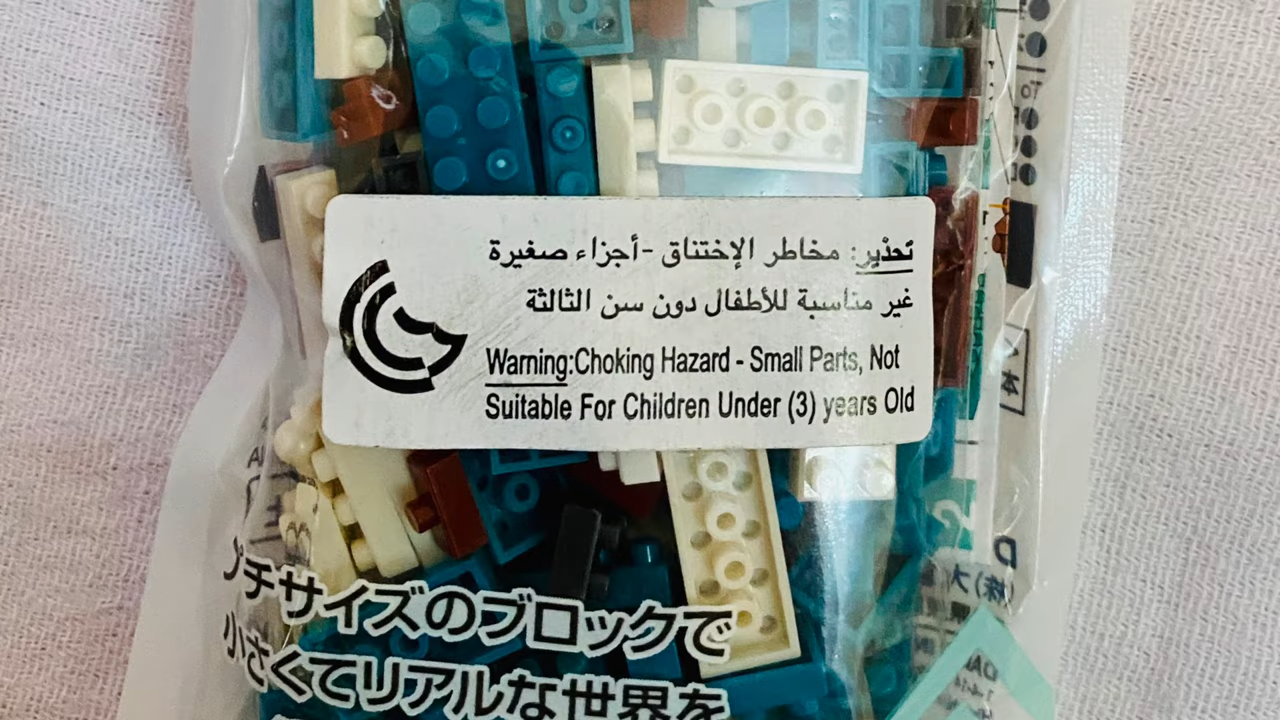 تحذير: مخاطر الإختناق -أجزاء صغيرة
غير مناسبة للأطفال دون سن الثالثة
Warning:Choking Hazard - Small Parts, Not
Suitable For Children Under (3) years Old
プチサイズのブロックで
小さくてリアルな世界を